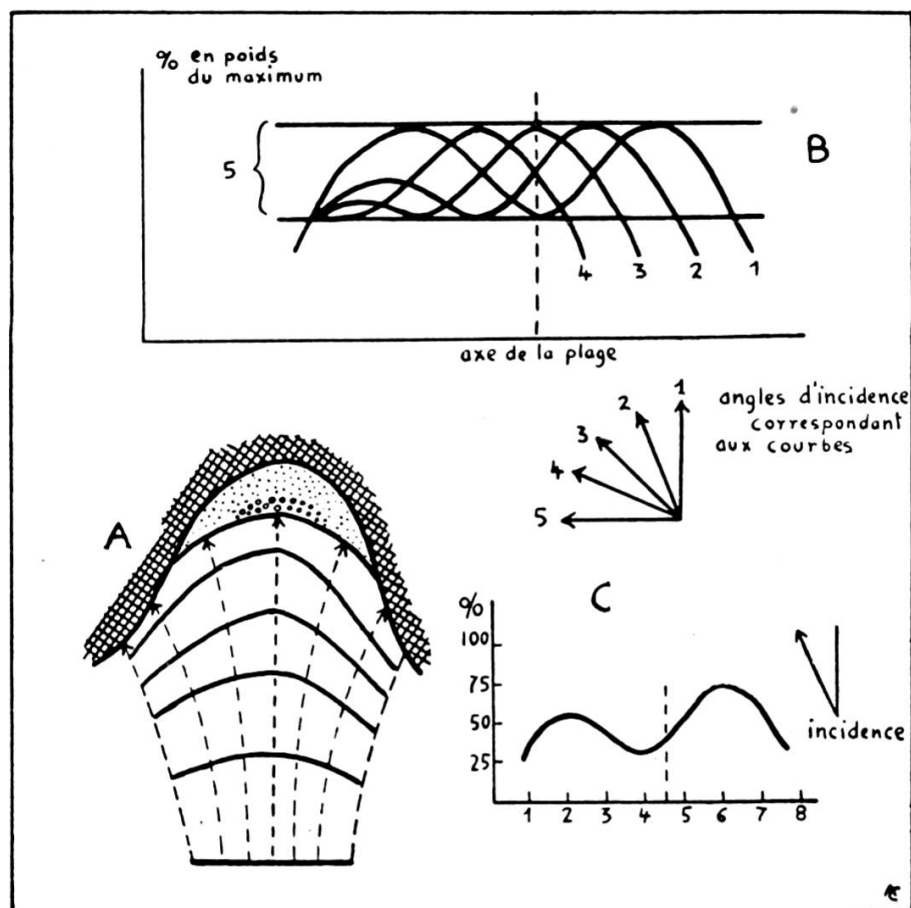 % en poids
du maximum
5
B
4 3 2 1
axe de la plage
1
2
3
4
5
angles d'incidence
correspondant
aux courbes
A
C
%
100
75
50
25
1 2 3 4 5 6 7 8
incidence